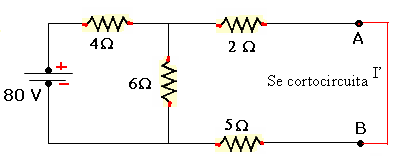 4Ω
2 Ω
A
+
-
80 V
6Ω
Se cortocircuita I'
5Ω
B